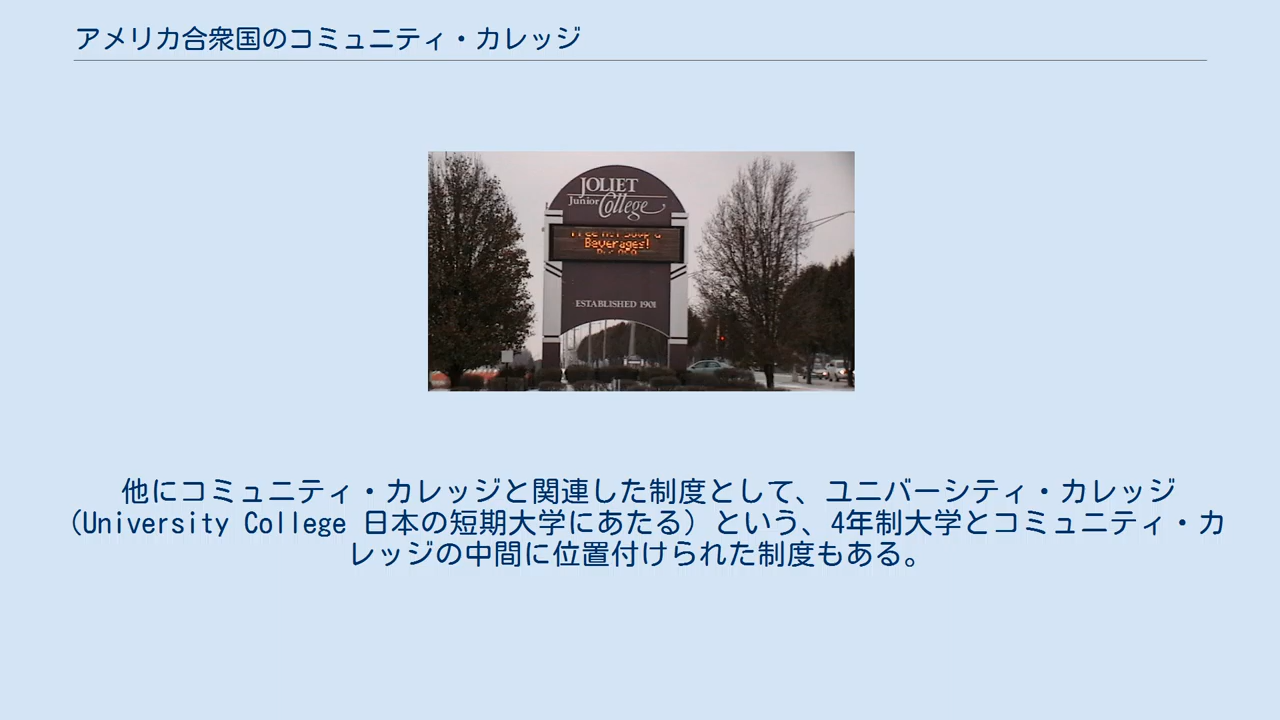 アメリカ合衆国のコミュニティ・カレッジ
JOLIET
Junior College
Beverages!
ESTABLISHED 1901
他にコミュニティ・カレッジと関連した制度として、ユニバーシティ・カレッジ
（University College 日本の短期大学にあたる）という、4年制大学とコミュニティ・カ
レッジの中間に位置付けられた制度もある。